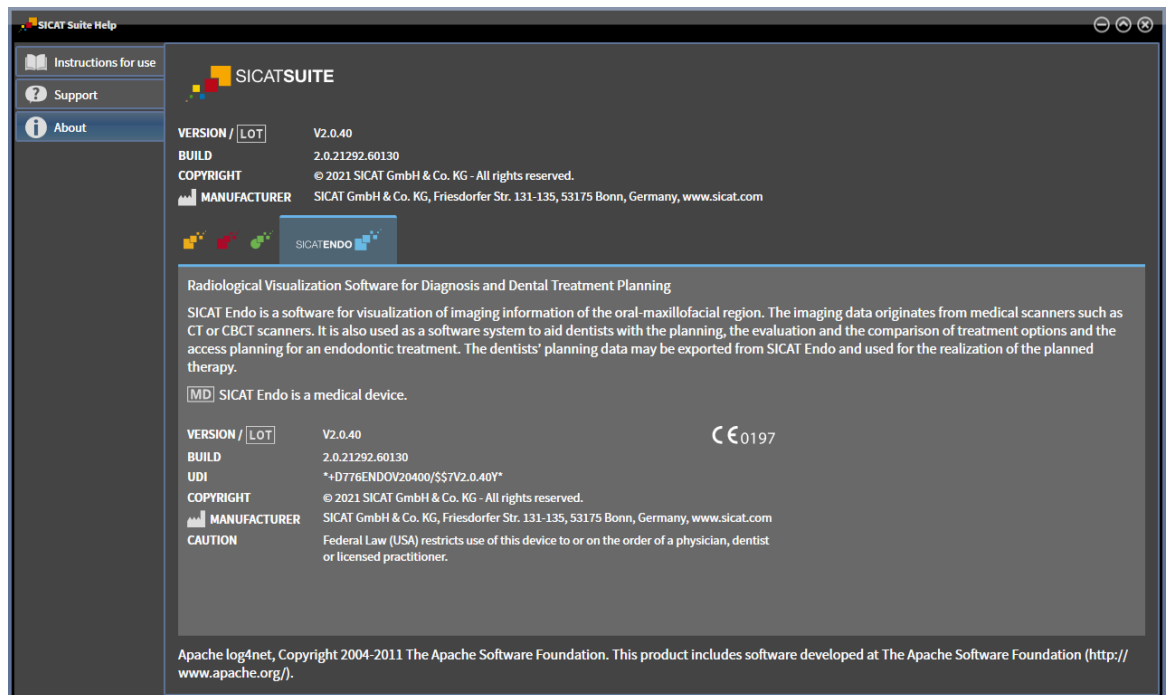 SICAT Suite Help
Instructions for use
Support
About
SICATSUITE
VERSION / LOT V2.0.40
BUILD 2.0.21292.60130
COPYRIGHT © 2021 SICAT GmbH & Co. KG - All rights reserved.
MANUFACTURER SICAT GmbH & Co. KG, Friesdorfer Str. 131-135, 53175 Bonn, Germany, www.sicat.com
SICATENDO
Radiological Visualization Software for Diagnosis and Dental Treatment Planning
SICAT Endo is a software for visualization of imaging information of the oral-maxillofacial region. The imaging data originates from medical scanners such as
CT or CBCT scanners. It is also used as a software system to aid dentists with the planning, the evaluation and the comparison of treatment options and the
access planning for an endodontic treatment. The dentists' planning data may be exported from SICAT Endo and used for the realization of the planned
therapy.
MD SICAT Endo is a medical device.
VERSION / LOT V2.0.40 CE0197
BUILD 2.0.21292.60130
UDI *+D776ENDOV20400/$$7V2.0.40Y*
COPYRIGHT © 2021 SICAT GmbH & Co. KG - All rights reserved.
MANUFACTURER SICAT GmbH & Co. KG, Friesdorfer Str. 131-135, 53175 Bonn, Germany, www.sicat.com
CAUTION Federal Law (USA) restricts use of this device to or on the order of a physician, dentist
or licensed practitioner.
Apache log4net, Copyright 2004-2011 The Apache Software Foundation. This product includes software developed at The Apache Software Foundation (http://
www.apache.org/).